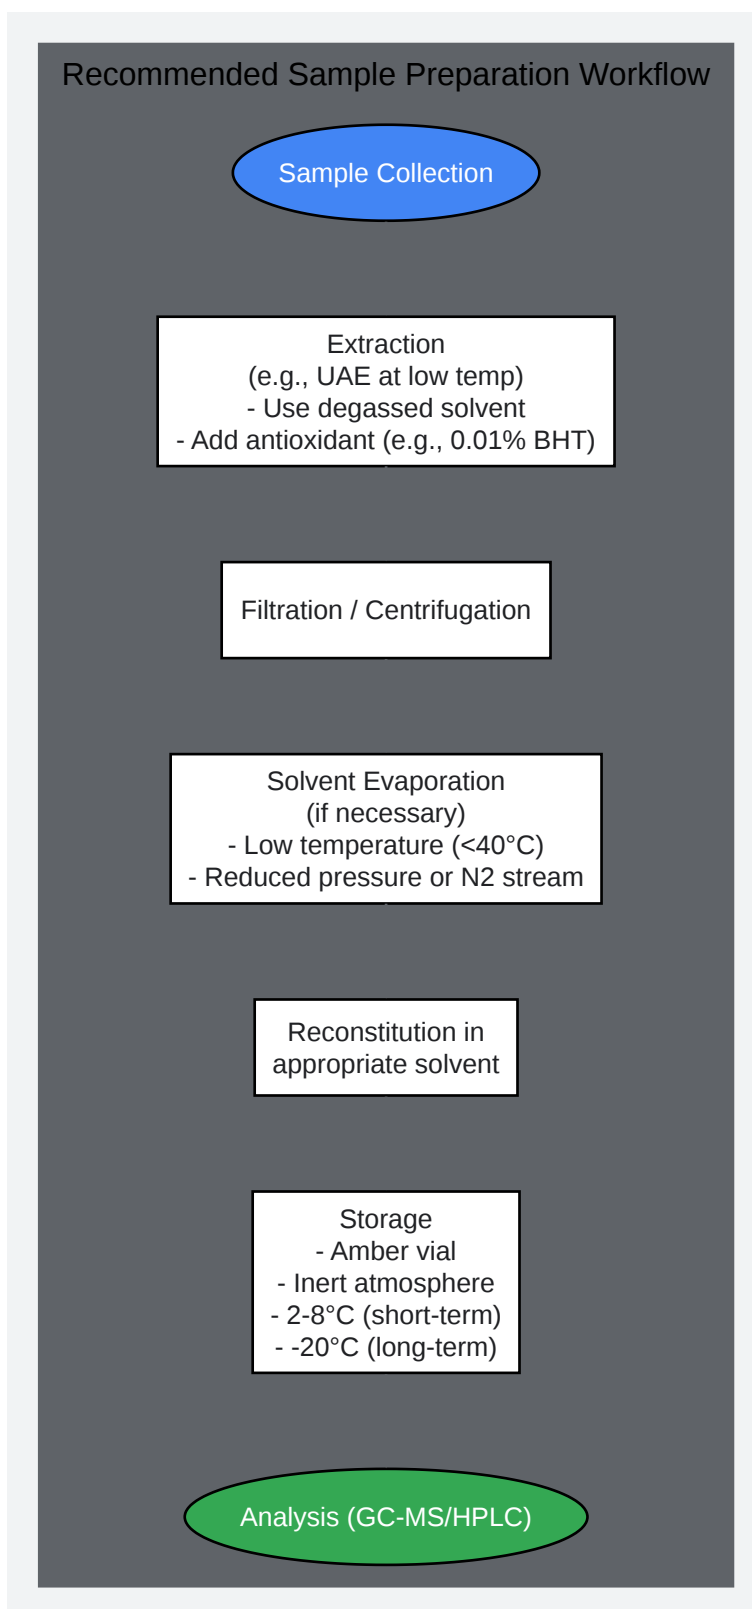 Recommended Sample Preparation Workflow
Sample Collection
Extraction
(e.g., UAE at low temp)
- Use degassed solvent
- Add antioxidant (e.g., 0.01% BHT)
Filtration / Centrifugation
Solvent Evaporation
(if necessary)
- Low temperature (<40°C)
- Reduced pressure or N2 stream
Reconstitution in
appropriate solvent
Storage
- Amber vial
- Inert atmosphere
- 2-8°C (short-term)
- -20°C (long-term)
Analysis (GC-MS/HPLC)